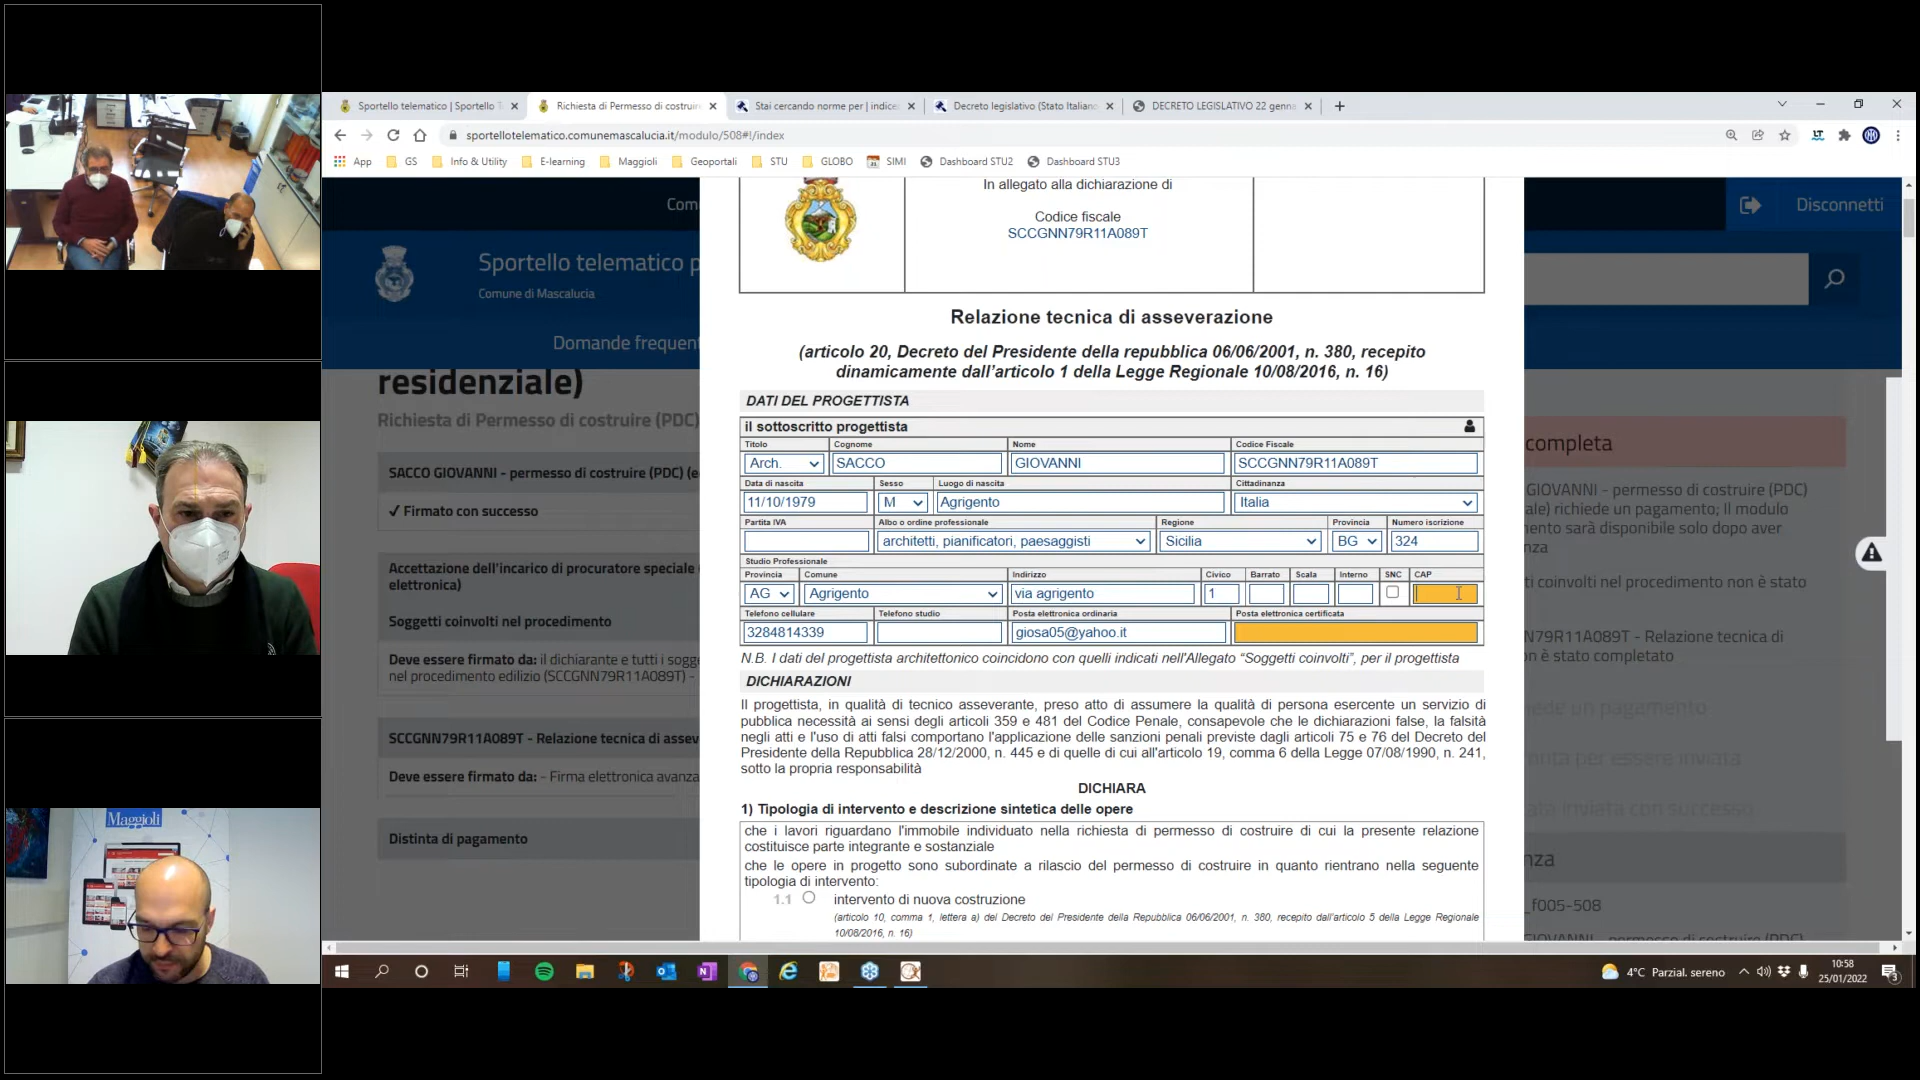 Sportello telematico | Sportello T
Richiesta di Permesso di costruir
Stai cercando norme per | indice
Decreto legislativo (Stato Italiano
DECRETO LEGISLATIVO 22 genn
sportellotelematico.comunemascalucia.it/modulo/508#!/index
App
GS
Info & Utility
E-learning
Maggioli
Geoportali
STU
GLOBO
SIMI
Dashboard STU2
Dashboard STU3
Com
Disconnetti
Sportello telematico p
Comune di Mascalucia
Domande frequent
residenziale)
Richiesta di Permesso di costruire (PDC)
SACCO GIOVANNI - permesso di costruire (PDC) (e
✓ Firmato con successo
Accettazione dell'incarico di procuratore speciale (
elettronica)
Soggetti coinvolti nel procedimento
Deve essere firmato da: il dichiarante e tutti i sogge
nel procedimento edilizio (SCCGNN79R11A089T) -
SCCGNN79R11A089T - Relazione tecnica di assev
Deve essere firmato da: - Firma elettronica avanza
Distinta di pagamento
In allegato alla dichiarazione di
Codice fiscale
SCCGNN79R11A089T
Relazione tecnica di asseverazione
(articolo 20, Decreto del Presidente della repubblica 06/06/2001, n. 380, recepito
dinamicamente dall'articolo 1 della Legge Regionale 10/08/2016, n. 16)
DATI DEL PROGETTISTA
il sottoscritto progettista
Titolo Cognome Nome Codice Fiscale
Arch. SACCO GIOVANNI SCCGNN79R11A089T
Data di nascita Sesso Luogo di nascita Cittadinanza
11/10/1979 M Agrigento Italia
Partita IVA Albo o ordine professionale Regione Provincia Numero iscrizione
architetti, pianificatori, paesaggisti Sicilia BG 324
Studio Professionale
Provincia Comune Indirizzo Civico Barrato Scala Interno SNC CAP
AG Agrigento via agrigento 1
Telefono cellulare Telefono studio Posta elettronica ordinaria Posta elettronica certificata
3284814339 giosa05@yahoo.it
N.B. I dati del progettista architettonico coincidono con quelli indicati nell'Allegato “Soggetti coinvolti”, per il progettista
DICHIARAZIONI
Il progettista, in qualità di tecnico asseverante, preso atto di assumere la qualità di persona esercente un servizio di
pubblica necessità ai sensi degli articoli 359 e 481 del Codice Penale, consapevole che le dichiarazioni false, la falsità
negli atti e l'uso di atti falsi comportano l'applicazione delle sanzioni penali previste dagli articoli 75 e 76 del Decreto del
Presidente della Repubblica 28/12/2000, n. 445 e di quelle di cui all'articolo 19, comma 6 della Legge 07/08/1990, n. 241,
sotto la propria responsabilità
DICHIARA
1) Tipologia di intervento e descrizione sintetica delle opere
che i lavori riguardano l'immobile individuato nella richiesta di permesso di costruire di cui la presente relazione
costituisce parte integrante e sostanziale
che le opere in progetto sono subordinate a rilascio del permesso di costruire in quanto rientrano nella seguente
tipologia di intervento:
1.1 intervento di nuova costruzione
(articolo 10, comma 1, lettera a) del Decreto del Presidente della Repubblica 06/06/2001, n. 380, recepito dall'articolo 5 della Legge Regionale
10/08/2016, n. 16)
completa
GIOVANNI - permesso di costruire (PDC)
ale) richiede un pagamento; Il modulo
mento sarà disponibile solo dopo aver
nza
ti coinvolti nel procedimento non è stato
N79R11A089T - Relazione tecnica di
n è stato completato
iede un pagamento
nita per essere inviata
ata inviata con successo
nza
_f005-508
GIOVANNI - permesso di costruire (PDC)
Maggioli
4°C Parzial. sereno
10:58
25/01/2022
3